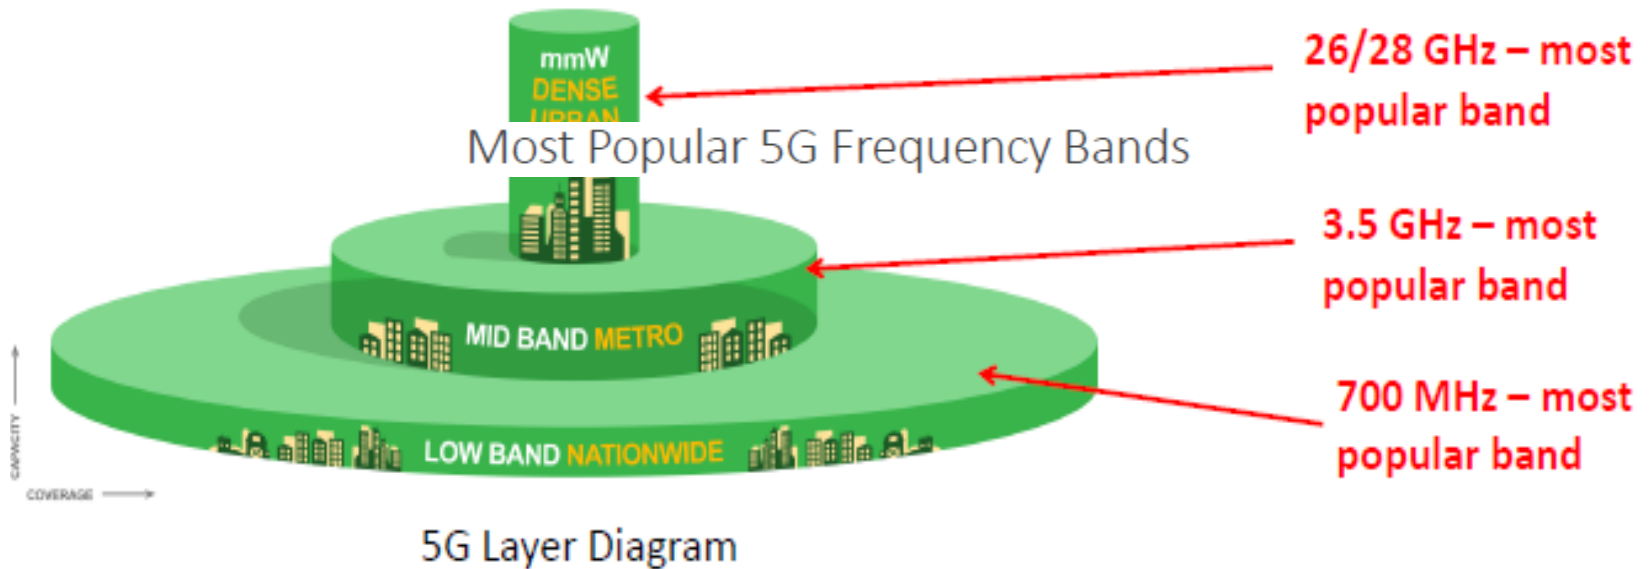 mmW
DENSE
URBAN
Most Popular 5G Frequency Bands
26/28 GHz – most
popular band
3.5 GHz – most
popular band
MID BAND METRO
700 MHz – most
popular band
LOW BAND NATIONWIDE
CAPACITY
COVERAGE
5G Layer Diagram